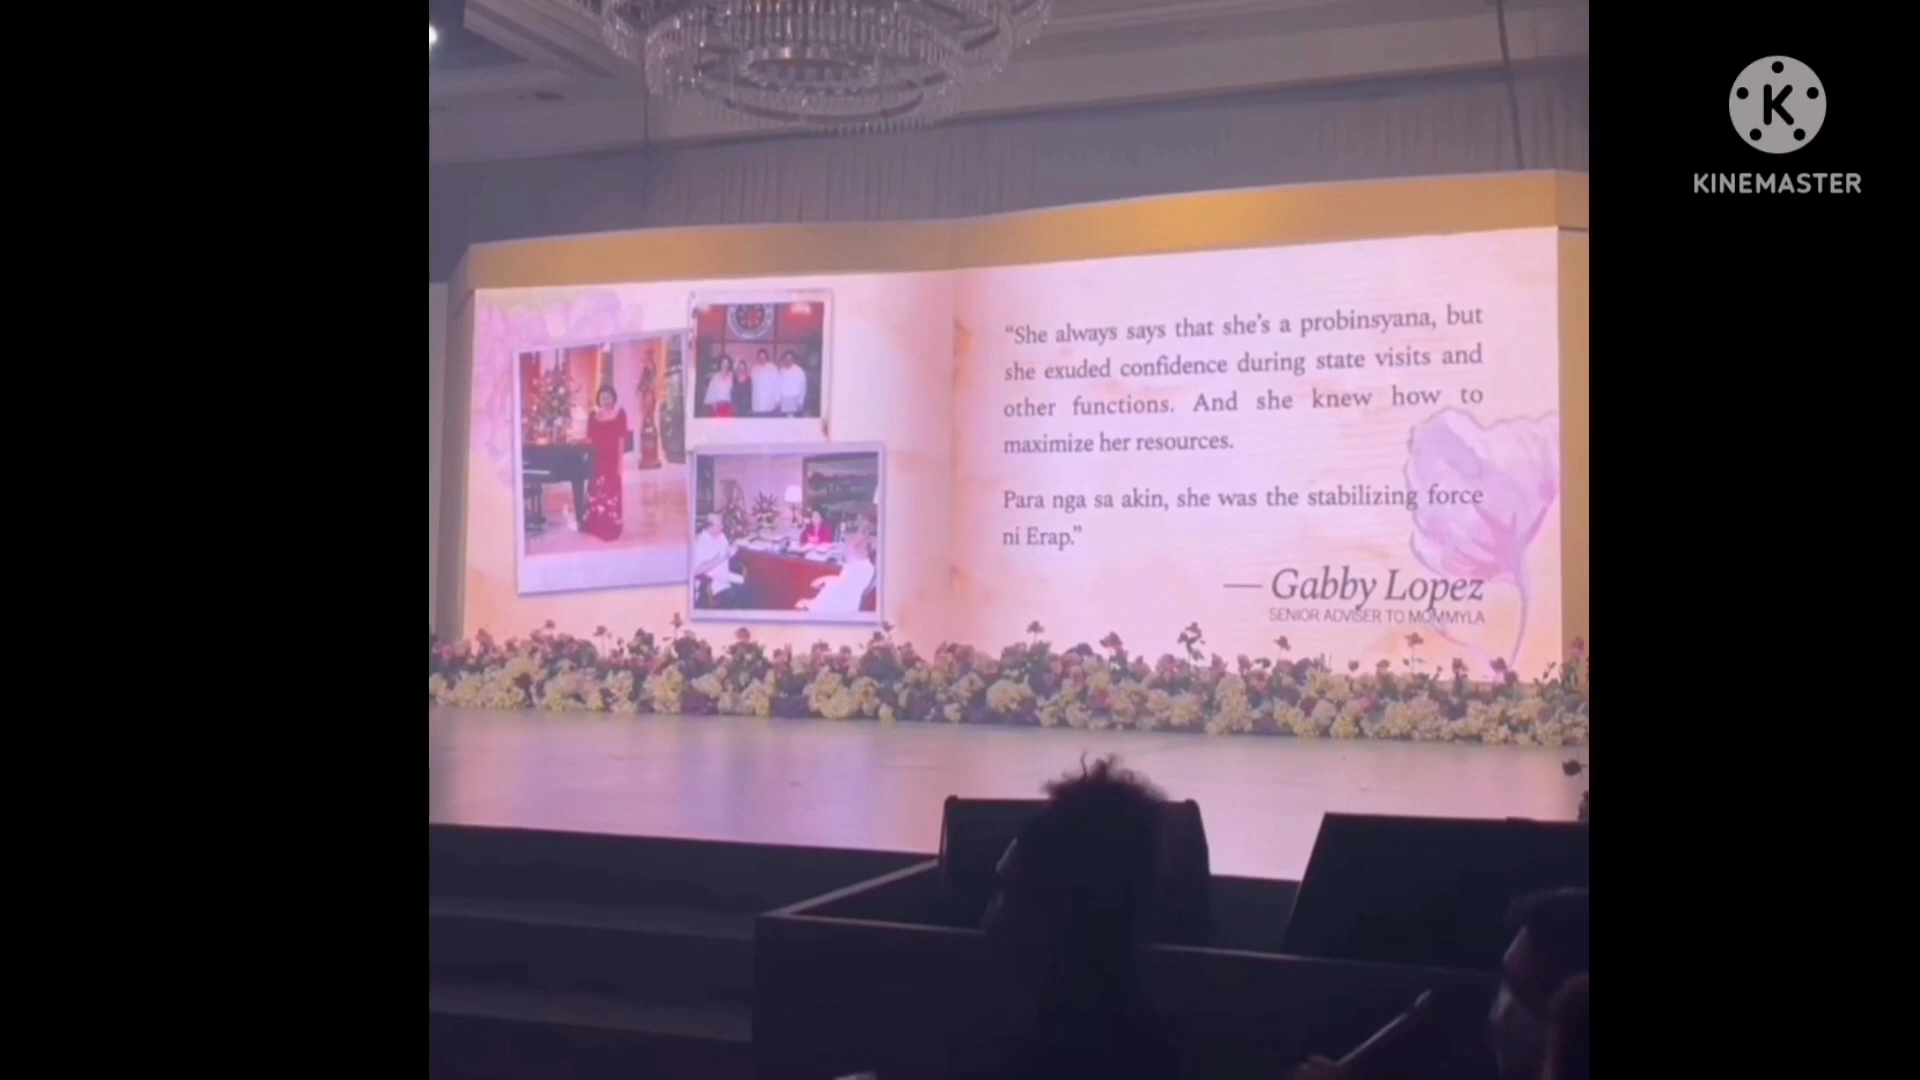 KINEMASTER
“She always says that she’s a probinsyana, but
she exuded confidence during state visits and
other functions. And she knew how to
maximize her resources.
Para nga sa akin, she was the stabilizing force
ni Erap.”
— Gabby Lopez
SENIOR ADVISER TO MOMMYLA